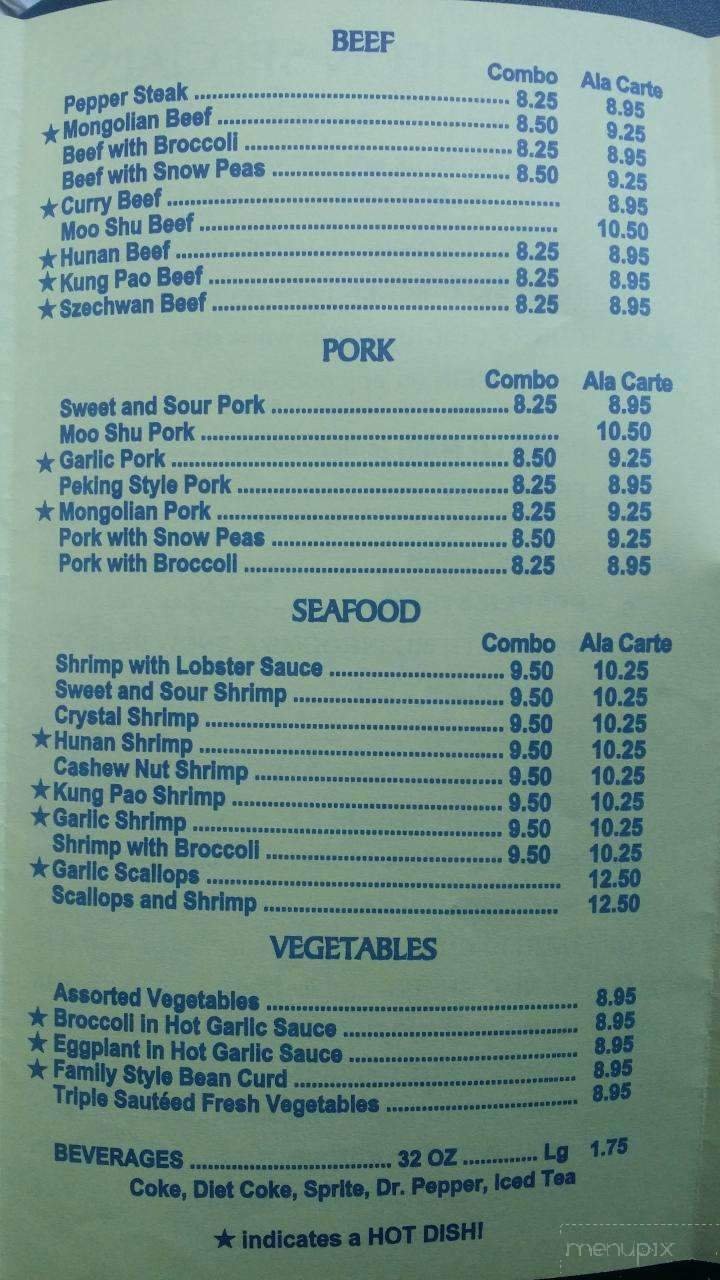 BEEF
Combo Ala Carte
Pepper Steak ........................................ 8.25 8.95
★ Mongolian Beef ........................................ 8.50 9.25
Beef with Broccoli ........................................ 8.25 8.95
Beef with Snow Peas ........................................ 8.50 9.25
★ Curry Beef ........................................ 8.95
Moo Shu Beef ........................................ 10.50
★ Hunan Beef ........................................ 8.25 8.95
★ Kung Pao Beef ........................................ 8.25 8.95
★ Szechwan Beef ........................................ 8.25 8.95
PORK
Combo Ala Carte
Sweet and Sour Pork ........................................ 8.25 8.95
Moo Shu Pork ........................................ 10.50
★ Garlic Pork ........................................ 8.50 9.25
Peking Style Pork ........................................ 8.25 8.95
★ Mongolian Pork ........................................ 8.25 9.25
Pork with Snow Peas ........................................ 8.50 9.25
Pork with Broccoli ........................................ 8.25 8.95
SEAFOOD
Combo Ala Carte
Shrimp with Lobster Sauce ........................................ 9.50 10.25
Sweet and Sour Shrimp ........................................ 9.50 10.25
Crystal Shrimp ........................................ 9.50 10.25
★ Hunan Shrimp ........................................ 9.50 10.25
Cashew Nut Shrimp ........................................ 9.50 10.25
★ Kung Pao Shrimp ........................................ 9.50 10.25
★ Garlic Shrimp ........................................ 9.50 10.25
Shrimp with Broccoli ........................................ 9.50 10.25
★ Garlic Scallops ........................................ 12.50
Scallops and Shrimp ........................................ 12.50
VEGETABLES
Assorted Vegetables ........................................ 8.95
★ Broccoli in Hot Garlic Sauce ........................................ 8.95
★ Eggplant in Hot Garlic Sauce ........................................ 8.95
★ Family Style Bean Curd ........................................ 8.95
Triple Sautéed Fresh Vegetables ........................................ 8.95
BEVERAGES ................................. 32 OZ ............. Lg 1.75
Coke, Diet Coke, Sprite, Dr. Pepper, Iced Tea
★ indicates a HOT DISH!
menupix